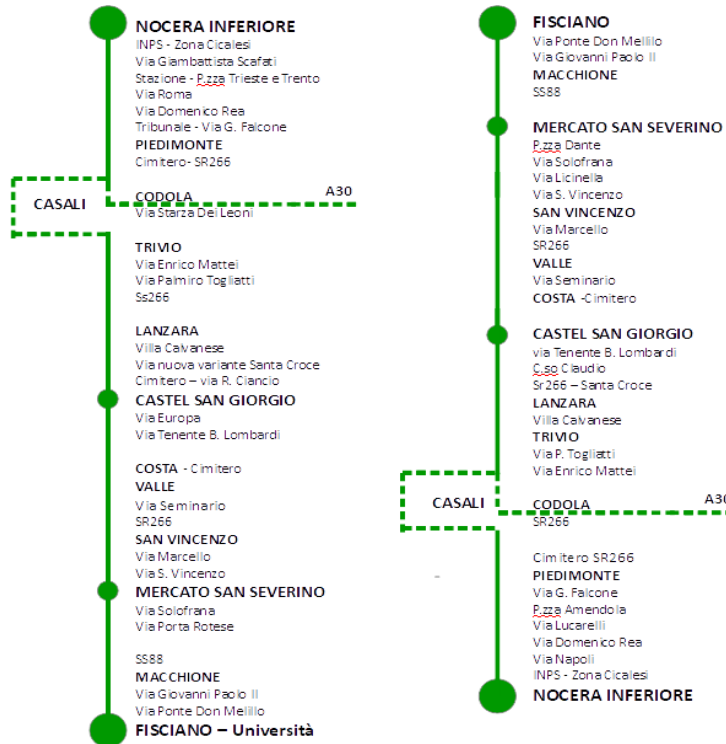 NOCERA INFERIORE
INPS - Zona Cicalesi
Via Giambattista Scafati
Stazione - P.zza Trieste e Trento
Via Roma
Via Domenico Rea
Tribunale - Via G. Falcone
PIEDIMONTE
Cimitero- SR266
CASALI
CODOLA
A30
Via Starza Dei Leoni
TRIVIO
Via Enrico Mattei
Via Palmiro Togliatti
Ss266
LANZARA
Villa Calvanese
Via nuova variante Santa Croce
Cimitero – via R. Ciancio
CASTEL SAN GIORGIO
Via Europa
Via Tenente B. Lombardi
COSTA - Cimitero
VALLE
Via Seminario
SR266
SAN VINCENZO
Via Marcello
Via S. Vincenzo
MERCATO SAN SEVERINO
Via Solofrana
Via Porta Rotese
SS88
MACCHIONE
Via Giovanni Paolo II
Via Ponte Don Melillo
FISCIANO – Università
FISCIANO
Via Ponte Don Mellilo
Via Giovanni Paolo II
MACCHIONE
SS88
MERCATO SAN SEVERINO
P.zza Dante
Via Solofrana
Via Licinella
Via S. Vincenzo
SAN VINCENZO
Via Marcello
SR266
VALLE
Via Seminario
COSTA -Cimitero
CASTEL SAN GIORGIO
via Tenente B. Lombardi
C.so Claudio
Sr266 – Santa Croce
LANZARA
Villa Calvanese
TRIVIO
Via P. Togliatti
Via Enrico Mattei
CASALI
CODOLA
A30
SR266
Cimitero SR266
PIEDIMONTE
Via G. Falcone
P.zza Amendola
Via Lucarelli
Via Domenico Rea
Via Napoli
INPS - Zona Cicalesi
NOCERA INFERIORE